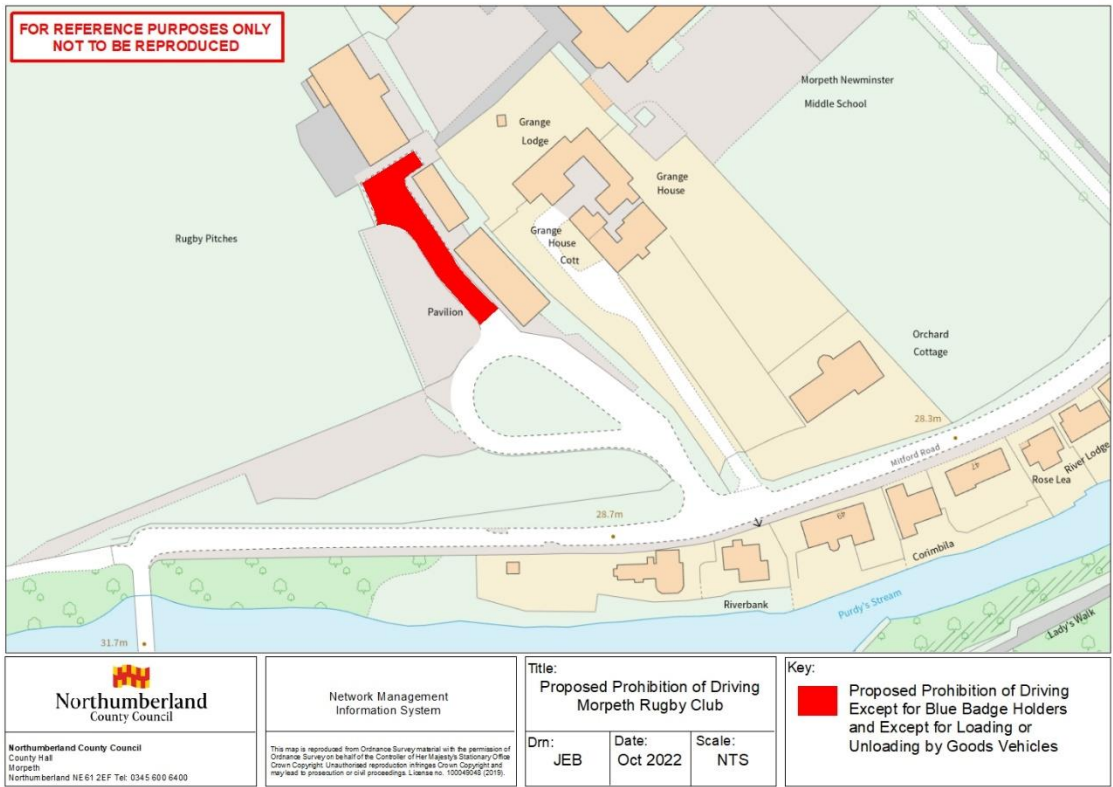 FOR REFERENCE PURPOSES ONLY
NOT TO BE REPRODUCED
Morpeth Newminster
Middle School
Grange
Lodge
Grange
House
Rugby Pitches
Grange
House
Cott
Pavilion
Orchard
Cottage
28.3m
Mitford Road
47
River Lodge
Rose Lea
28.7m
49
Corimbila
Riverbank
Purdy's Stream
Lady's Walk
31.7m
Northumberland
County Council
Northumberland County Council
County Hall
Morpeth
Northumberland NE61 2EF Tel: 0345 600 6400
Network Management
Information System
This map is reproduced from Ordnance Survey material with the permission of
Ordnance Survey on behalf of the Controller of Her Majesty's Stationary Office
Crown Copyright. Unauthorised reproduction infringes Crown Copyright and
may lead to prosecution or civil proceedings. License no. 100049048 (2019).
Title:
Proposed Prohibition of Driving
Morpeth Rugby Club
Drn:
JEB
Date:
Oct 2022
Scale:
NTS
Key:
Proposed Prohibition of Driving
Except for Blue Badge Holders
and Except for Loading or
Unloading by Goods Vehicles